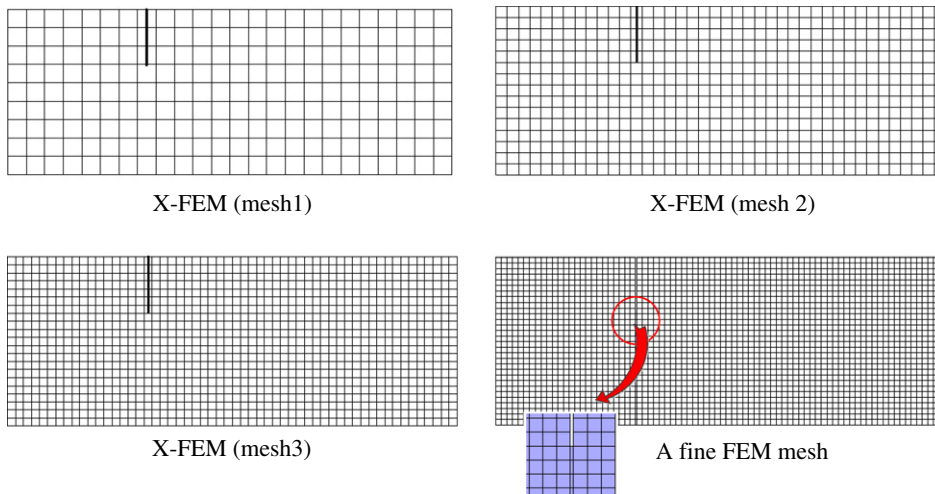 X-FEM (mesh1)
X-FEM (mesh 2)
X-FEM (mesh3)
A fine FEM mesh